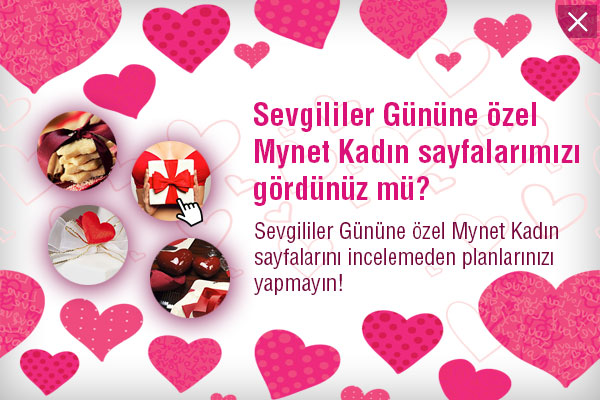 Sevgililer Gününe özel
Mynet Kadın sayfalarımızı
gördünüz mü?
Sevgililer Gününe özel Mynet Kadın
sayfalarını incelemeden planlarınızı
yapmayın!